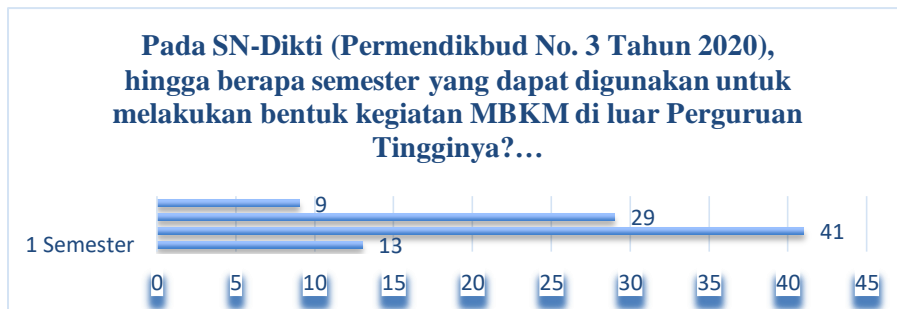 Pada SN-Dikti (Permendikbud No. 3 Tahun 2020),
hingga berapa semester yang dapat digunakan untuk
melakukan bentuk kegiatan MBKM di luar Perguruan
Tingginya?...
9
29
41
1 Semester 13
0 5 10 15 20 25 30 35 40 45